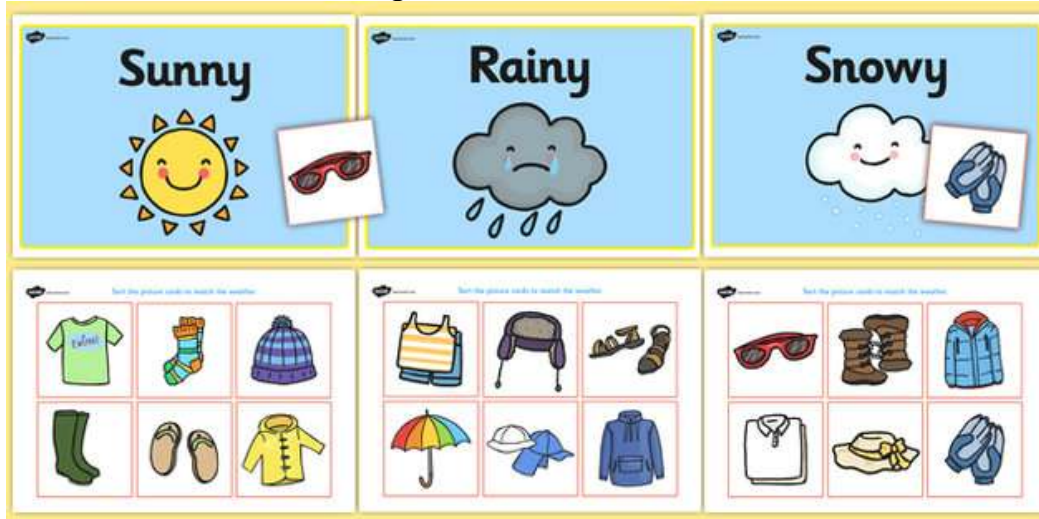 Sunny
Rainy
Snowy
Sort the picture cards to match the weather.
Sort the picture cards to match the weather.
Sort the picture cards to match the weather.